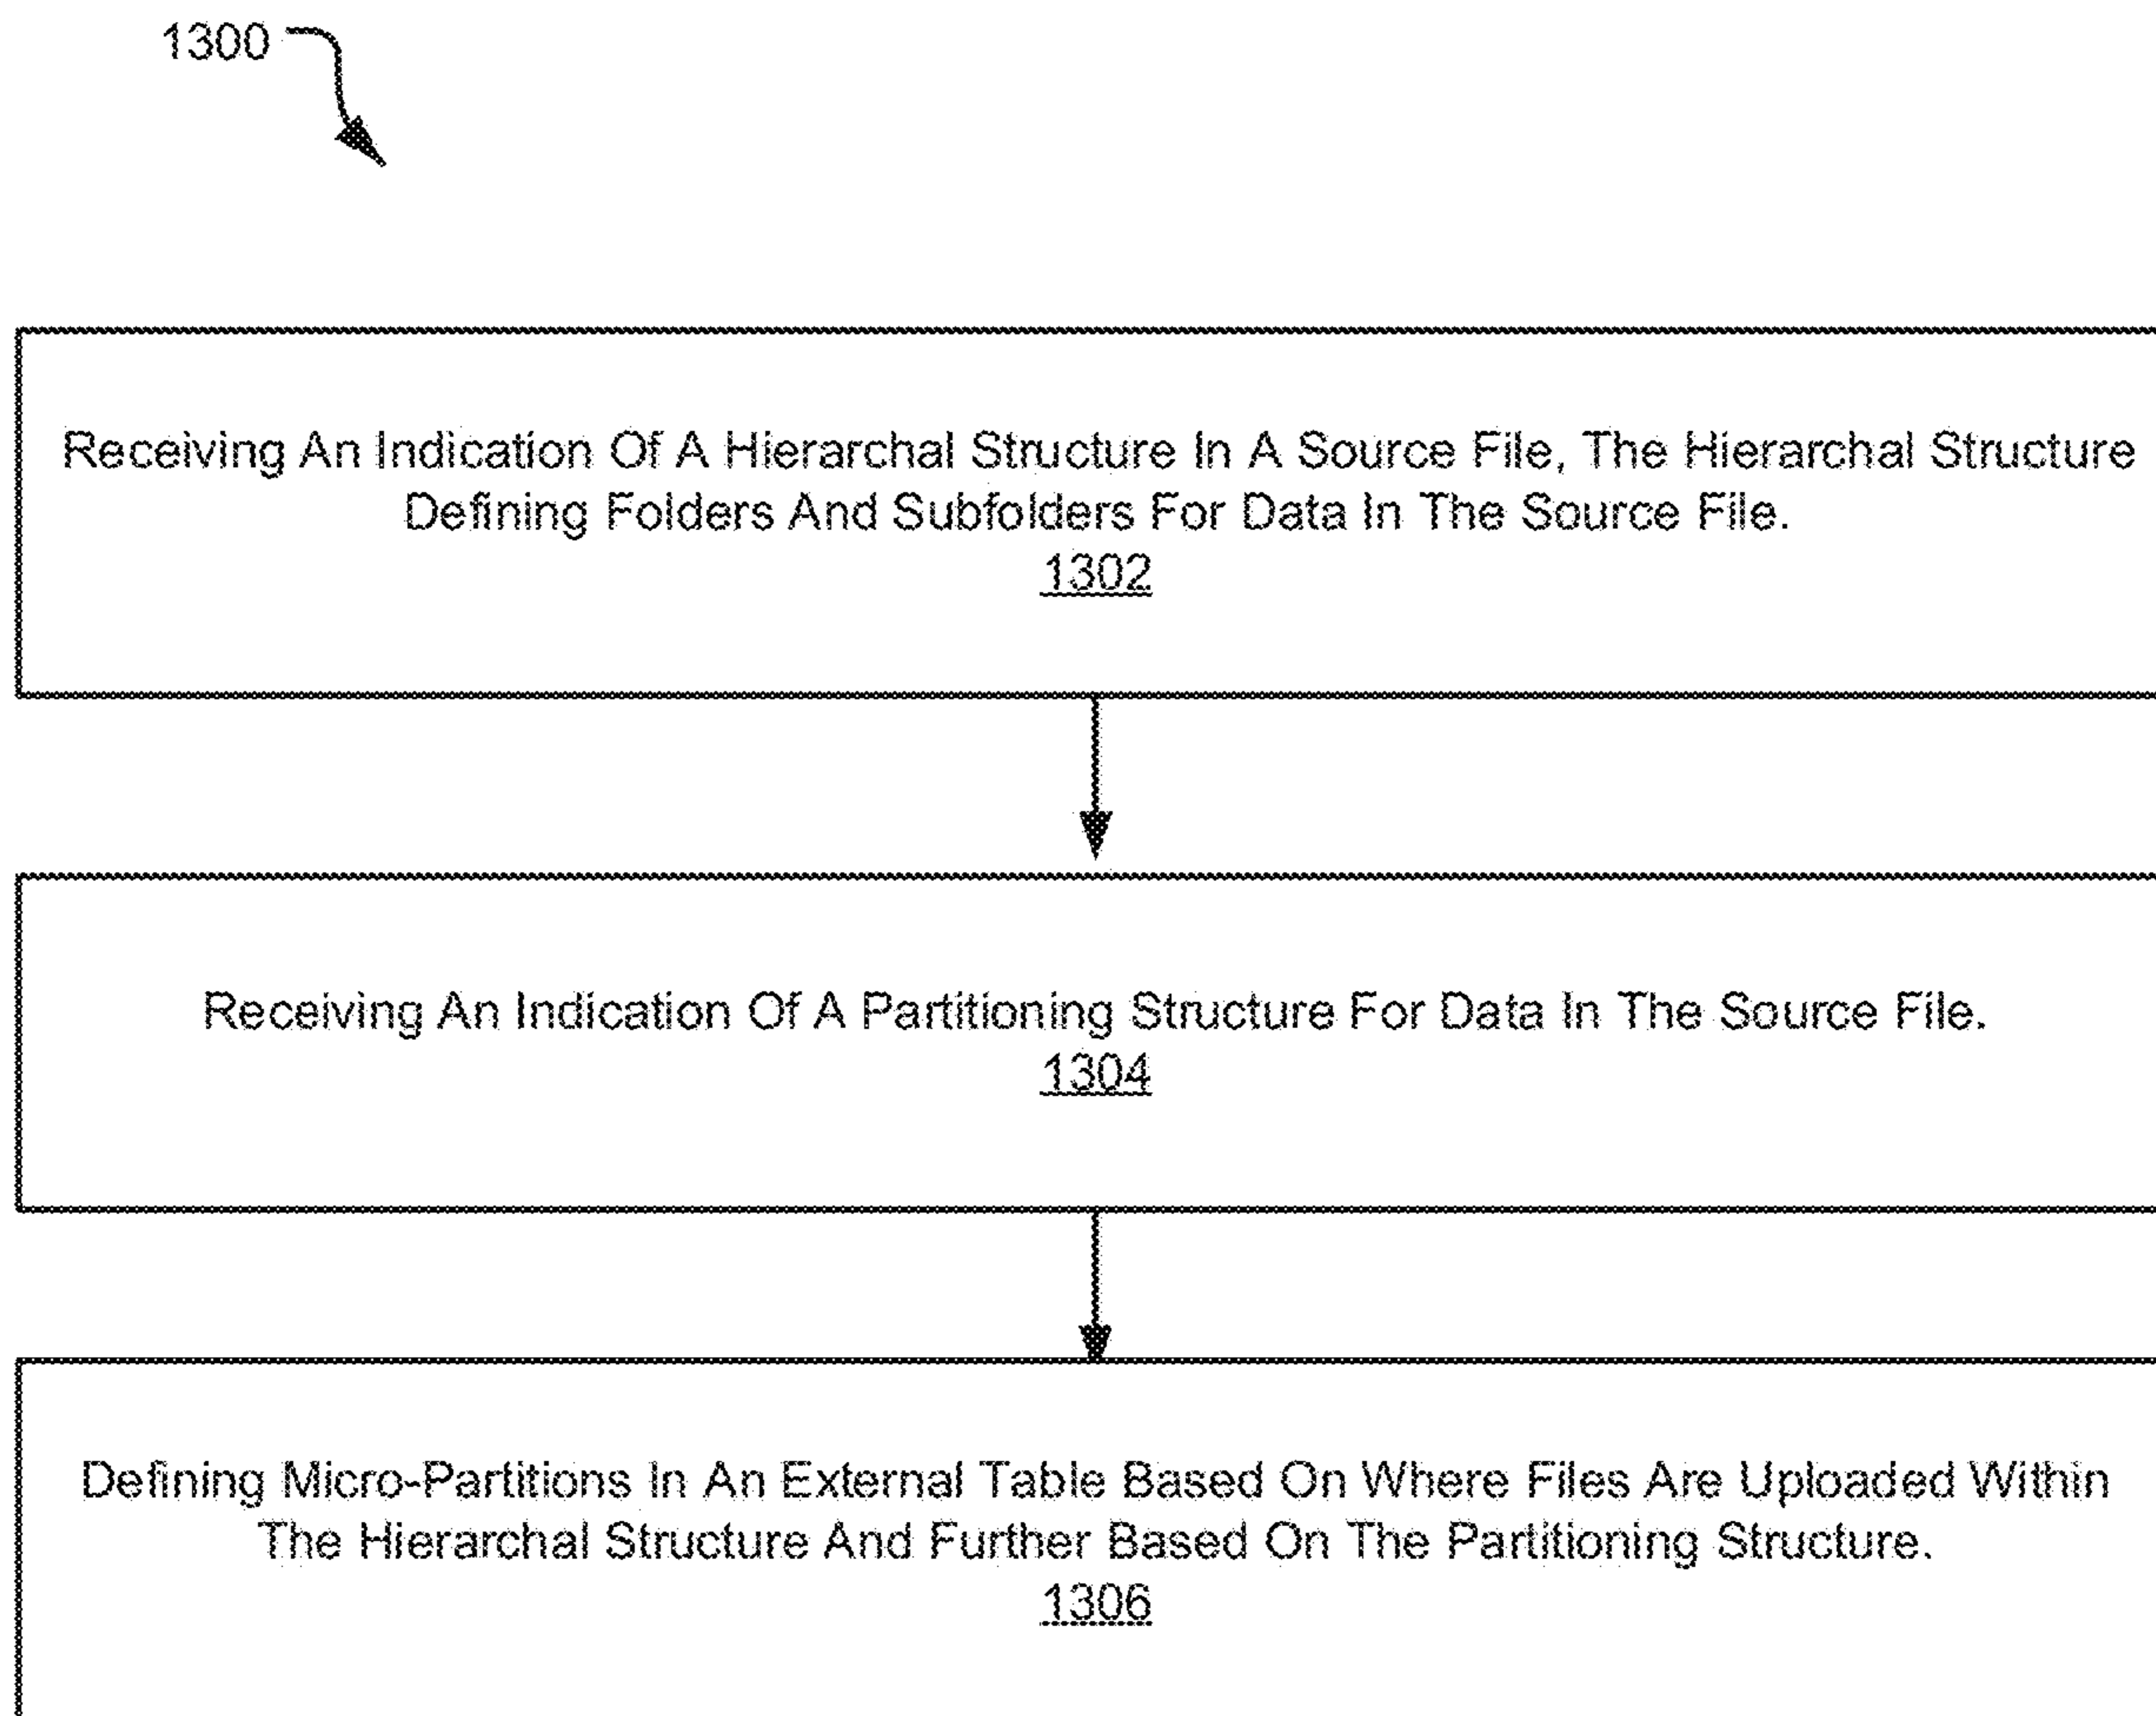 1300
Receiving An Indication Of A Hierarchal Structure In A Source File, The Hierarchal Structure
Defining Folders And Subfolders For Data In The Source File.
1302
Receiving An Indication Of A Partitioning Structure For Data In The Source File.
1304
Defining Micro-Partitions In An External Table Based On Where Files Are Uploaded Within
The Hierarchal Structure And Further Based On The Partitioning Structure.
1306